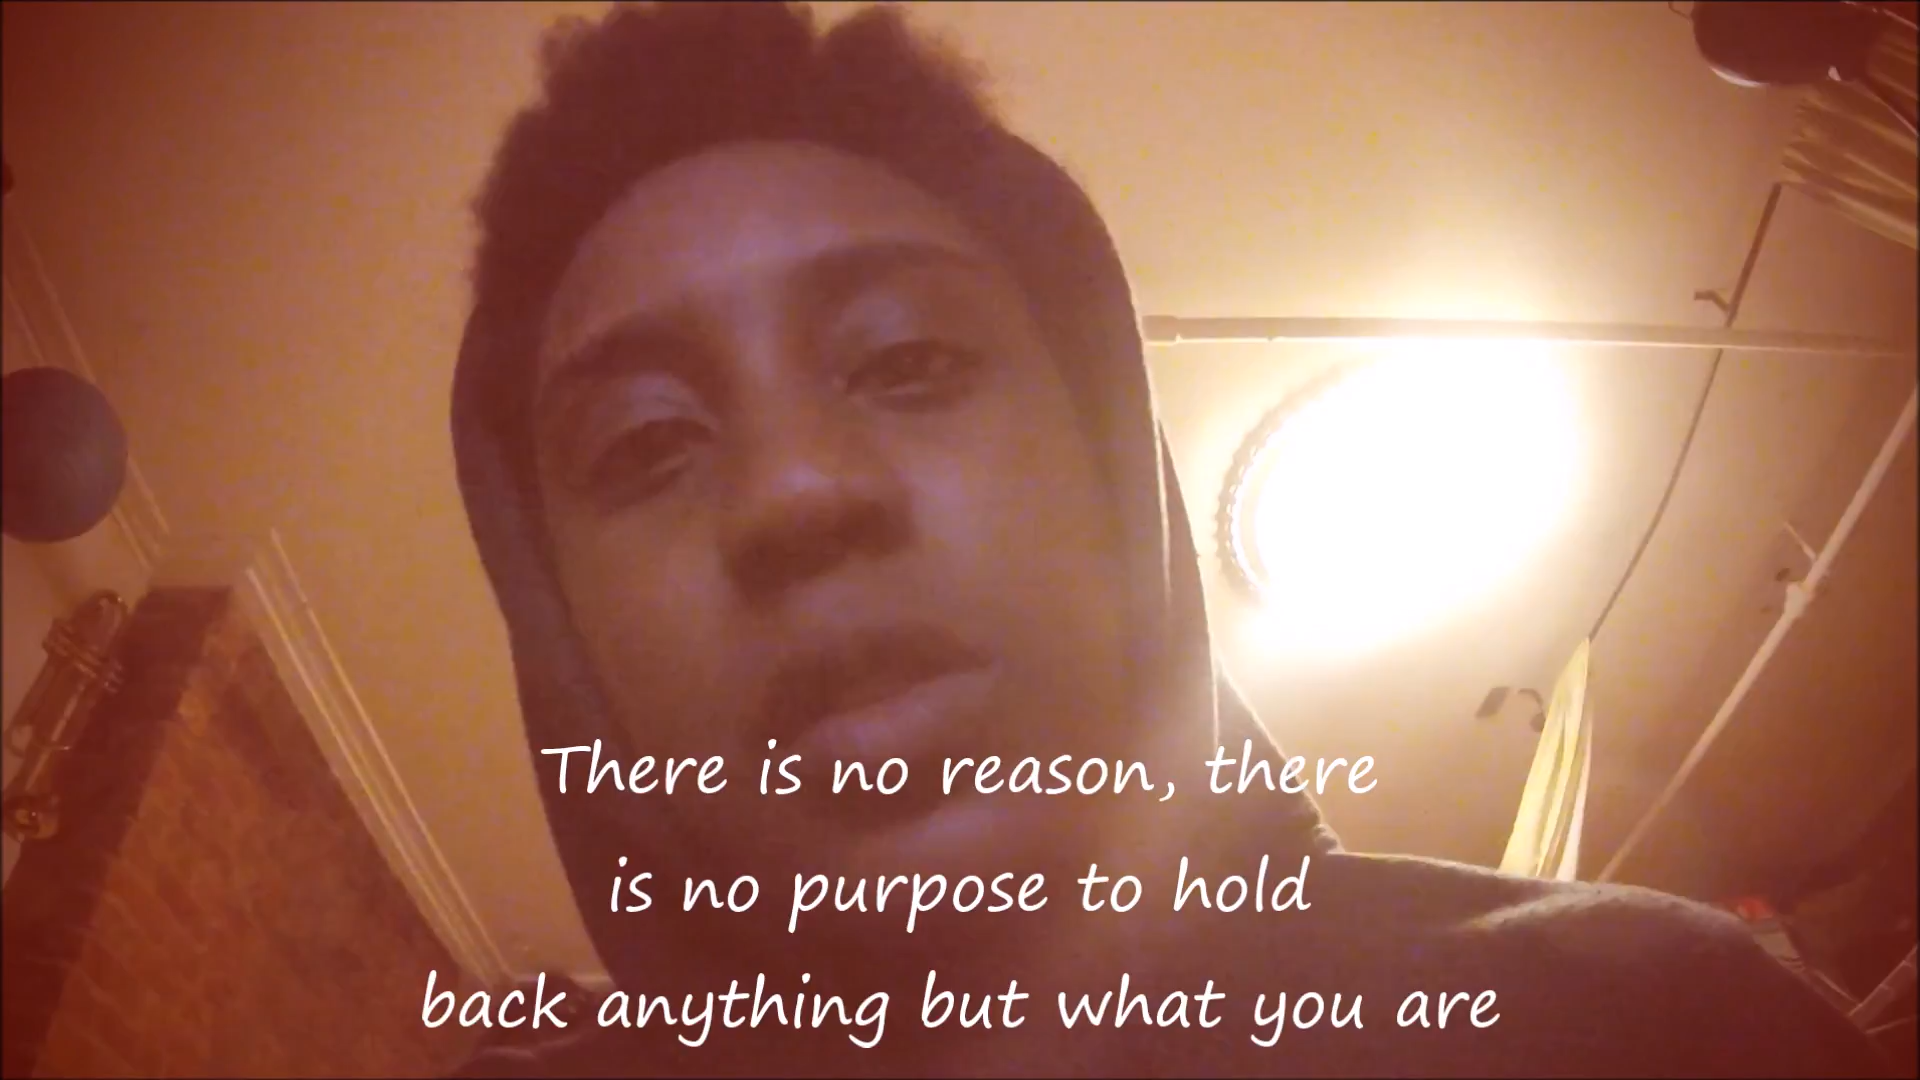 There is no reason, there
is no purpose to hold
back anything but what you are